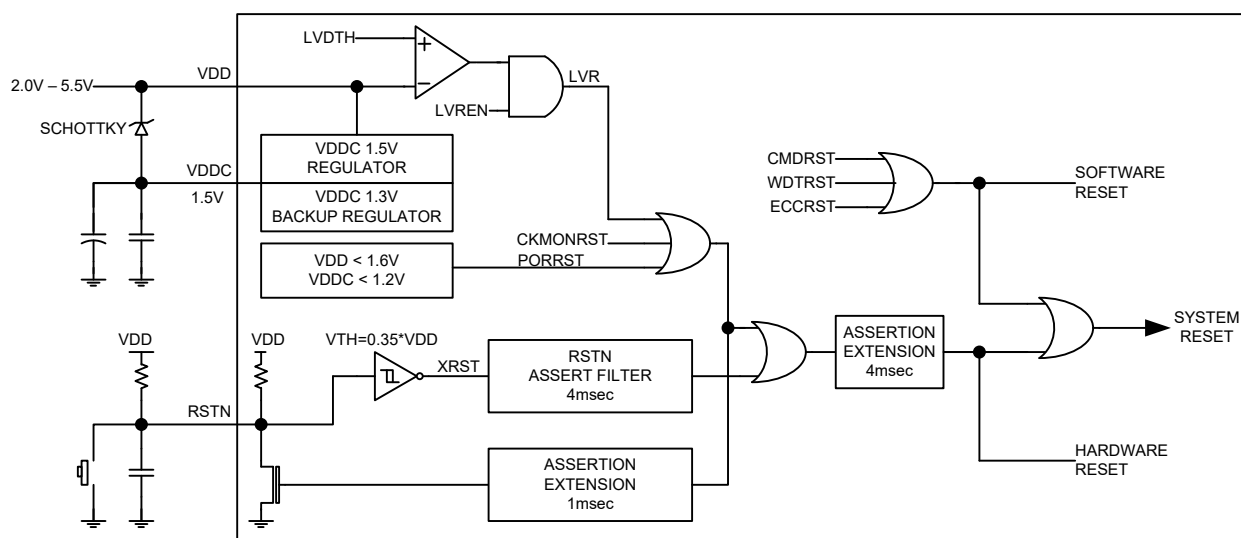 LVDTH
+
2.0V – 5.5V
VDD
−
LVR
LVREN
SCHOTTKY
VDDC 1.5V
REGULATOR
VDDC
1.5V
VDDC 1.3V
BACKUP REGULATOR
CMDRST
WDTRST
ECCRST
SOFTWARE
RESET
CKMONRST
PORRST
VDD < 1.6V
VDDC < 1.2V
VDD
VDD
VTH=0.35*VDD
XRST
RSTN
ASSERT FILTER
4msec
ASSERTION
EXTENSION
4msec
SYSTEM
RESET
RSTN
ASSERTION
EXTENSION
1msec
HARDWARE
RESET